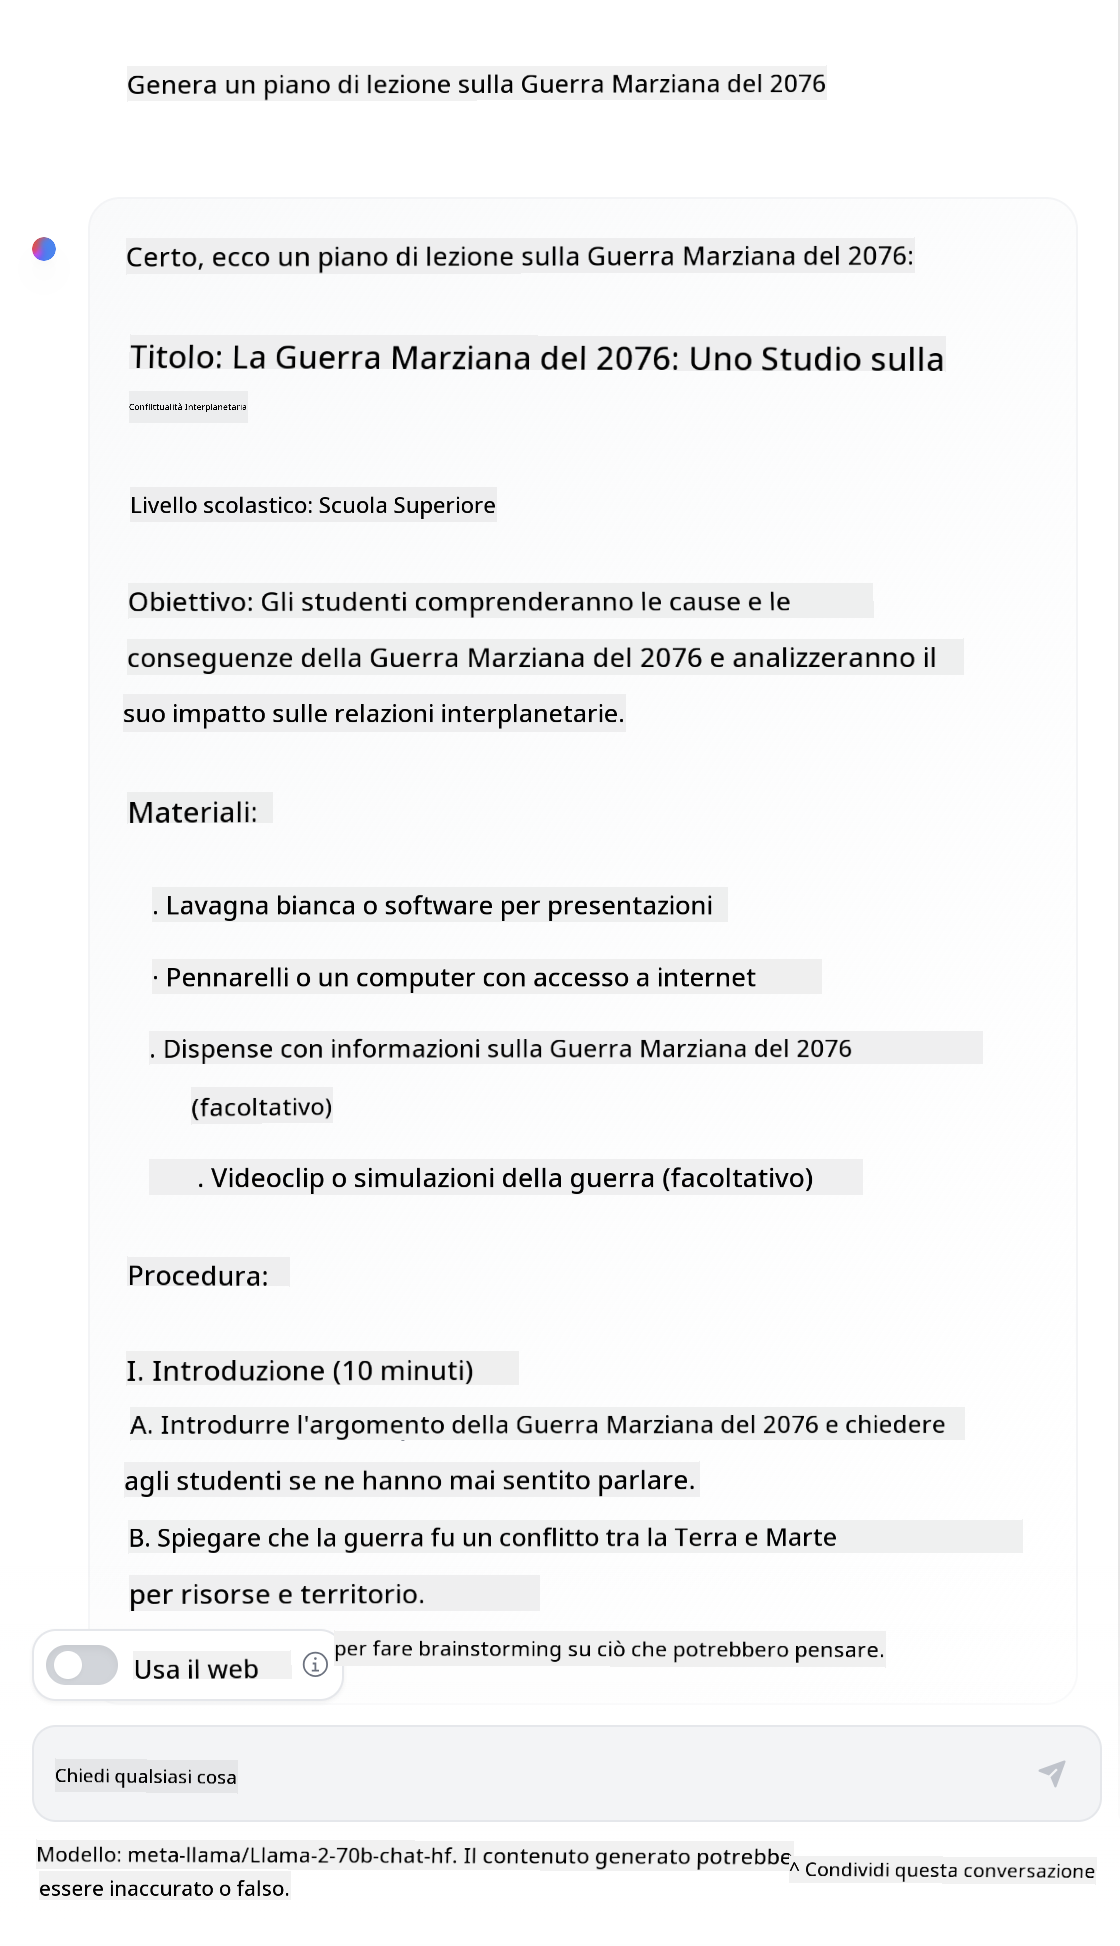 Genera un piano di lezione sulla Guerra Marziana del 2076
Certo, ecco un piano di lezione sulla Guerra Marziana del 2076:
Titolo: La Guerra Marziana del 2076: Uno Studio sulla
Conflittualità Interplanetaria
Livello scolastico: Scuola Superiore
Obiettivo: Gli studenti comprenderanno le cause e le
conseguenze della Guerra Marziana del 2076 e analizzeranno il
suo impatto sulle relazioni interplanetarie.
Materiali:
. Lavagna bianca o software per presentazioni
· Pennarelli o un computer con accesso a internet
. Dispense con informazioni sulla Guerra Marziana del 2076
(facoltativo)
. Videoclip o simulazioni della guerra (facoltativo)
Procedura:
I. Introduzione (10 minuti)
A. Introdurre l'argomento della Guerra Marziana del 2076 e chiedere
agli studenti se ne hanno mai sentito parlare.
B. Spiegare che la guerra fu un conflitto tra la Terra e Marte
per risorse e territorio.
per fare brainstorming su ciò che potrebbero pensare.
Usa il web
Chiedi qualsiasi cosa
Modello: meta-llama/Llama-2-70b-chat-hf. Il contenuto generato potrebbe
essere inaccurato o falso.
^ Condividi questa conversazione